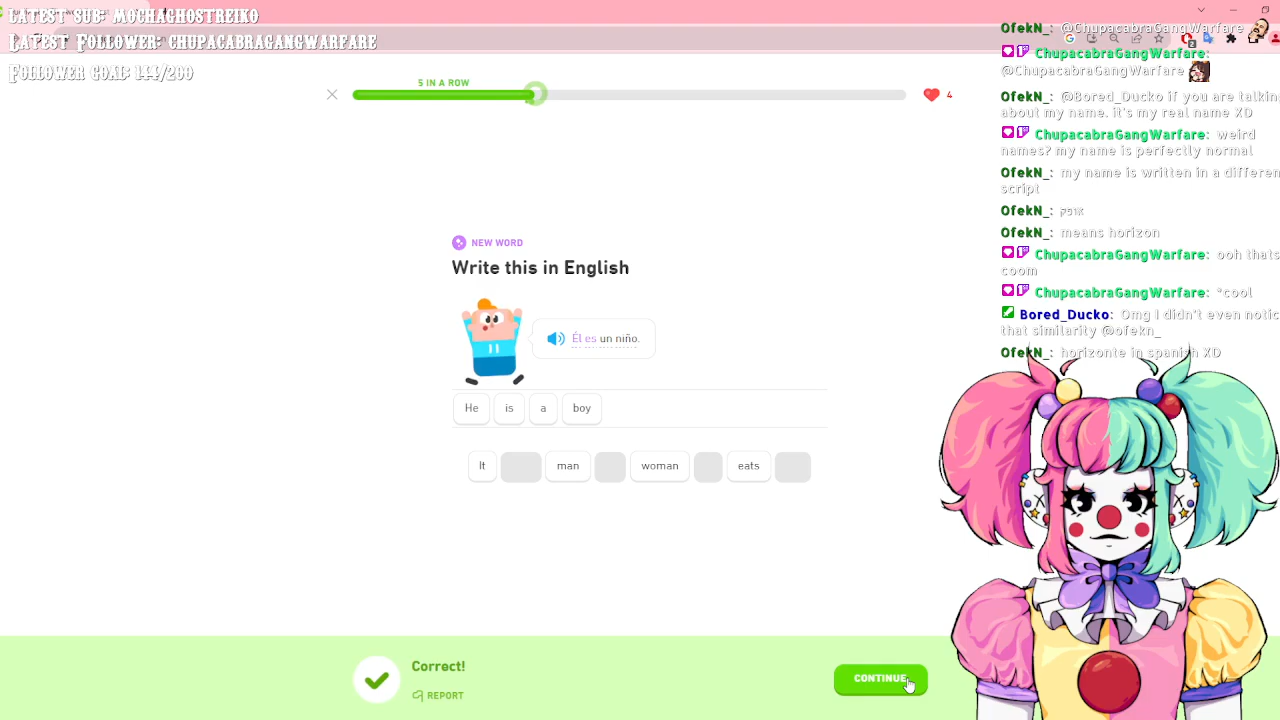 LATEST SUB: MOCHAGHOSTREIKO
LATEST FOLLOWER: CHUPACABRAGANGWARFARE
FOLLOWER GOAL: 144/200
5 IN A ROW
4
NEW WORD
Write this in English
Él es un niño.
He is a boy
It man woman eats
Correct!
REPORT
CONTINUE
OfekN_: @ChupacabraGangWarfare
ChupacabraGangWarfare:
@ChupacabraGangWarfare
OfekN_: @Bored_Ducko if you are talking
about my name. it's my real name XD
ChupacabraGangWarfare: weird
names? my name is perfectly normal
OfekN_: my name is written in a different
script
OfekN_: אופק
OfekN_: means horizon
ChupacabraGangWarfare: ooh thats
coom
ChupacabraGangWarfare: *cool
Bored_Ducko: Omg I didn't even notic
that similarity @ofekn_
OfekN_: horizonte in spanish XD